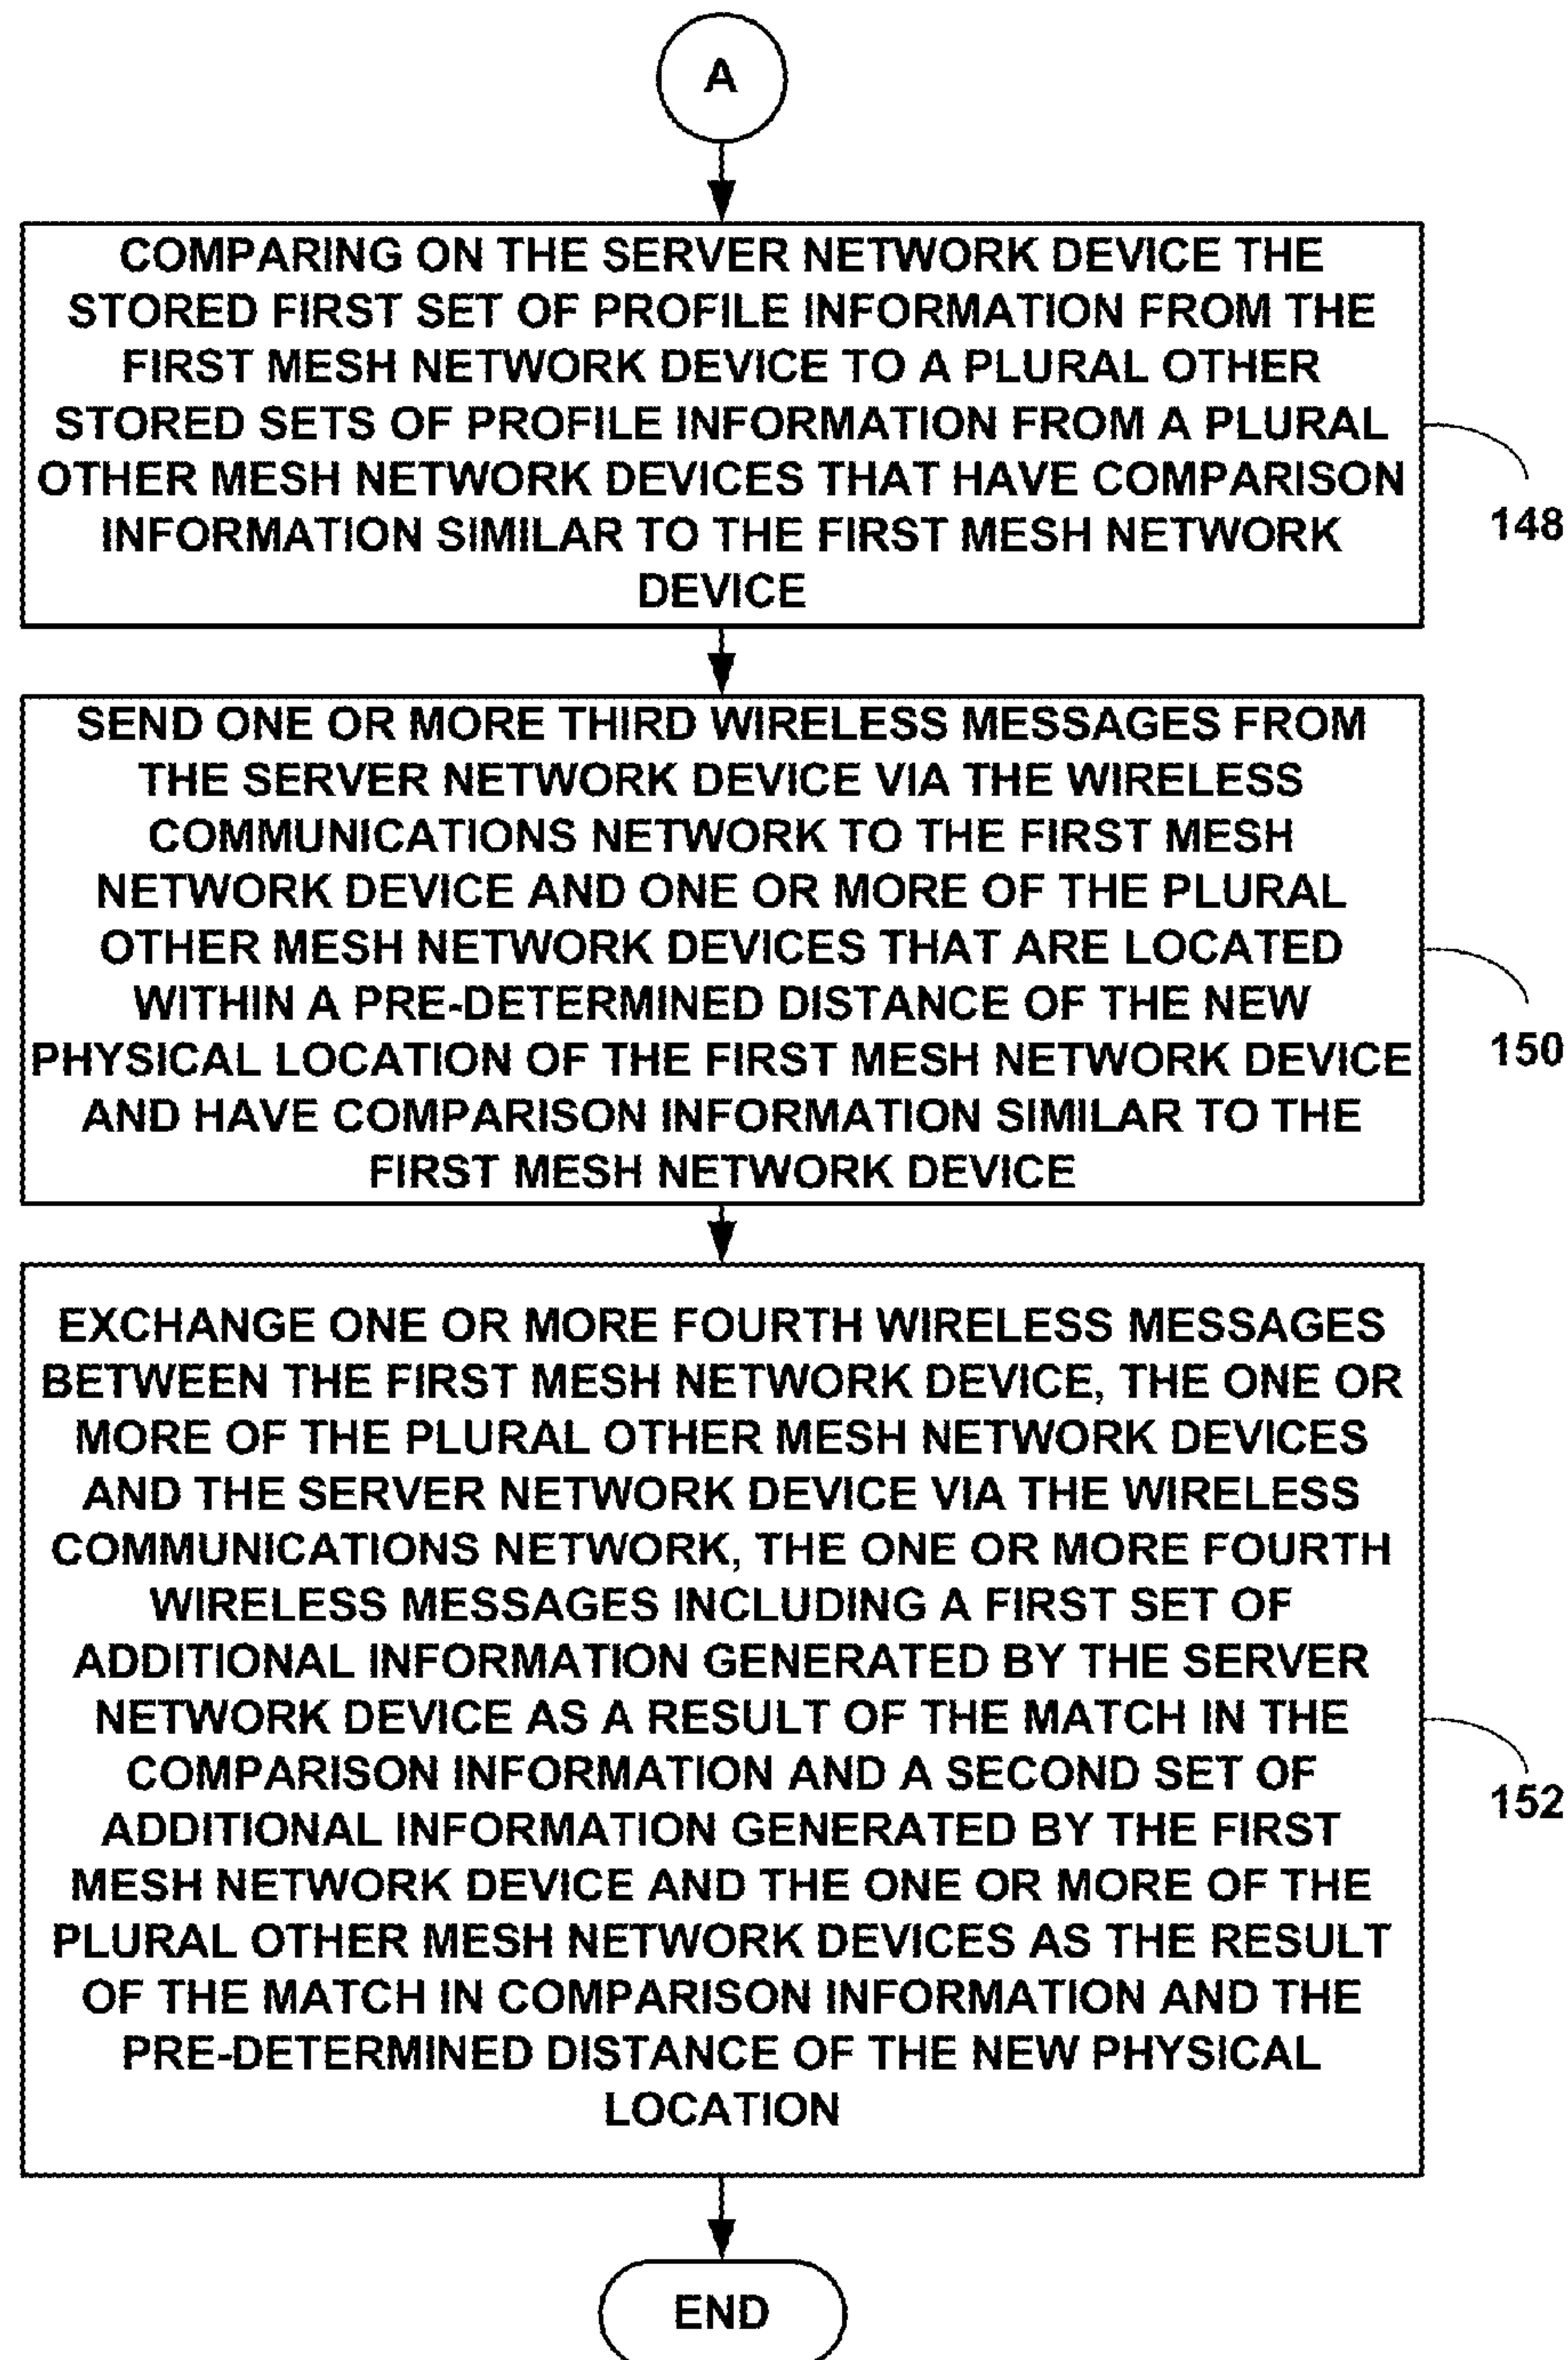 A
COMPARING ON THE SERVER NETWORK DEVICE THE
STORED FIRST SET OF PROFILE INFORMATION FROM THE
FIRST MESH NETWORK DEVICE TO A PLURAL OTHER
STORED SETS OF PROFILE INFORMATION FROM A PLURAL
OTHER MESH NETWORK DEVICES THAT HAVE COMPARISON
INFORMATION SIMILAR TO THE FIRST MESH NETWORK
DEVICE
148
SEND ONE OR MORE THIRD WIRELESS MESSAGES FROM
THE SERVER NETWORK DEVICE VIA THE WIRELESS
COMMUNICATIONS NETWORK TO THE FIRST MESH
NETWORK DEVICE AND ONE OR MORE OF THE PLURAL
OTHER MESH NETWORK DEVICES THAT ARE LOCATED
WITHIN A PRE-DETERMINED DISTANCE OF THE NEW
PHYSICAL LOCATION OF THE FIRST MESH NETWORK DEVICE
AND HAVE COMPARISON INFORMATION SIMILAR TO THE
FIRST MESH NETWORK DEVICE
150
EXCHANGE ONE OR MORE FOURTH WIRELESS MESSAGES
BETWEEN THE FIRST MESH NETWORK DEVICE, THE ONE OR
MORE OF THE PLURAL OTHER MESH NETWORK DEVICES
AND THE SERVER NETWORK DEVICE VIA THE WIRELESS
COMMUNICATIONS NETWORK, THE ONE OR MORE FOURTH
WIRELESS MESSAGES INCLUDING A FIRST SET OF
ADDITIONAL INFORMATION GENERATED BY THE SERVER
NETWORK DEVICE AS A RESULT OF THE MATCH IN THE
COMPARISON INFORMATION AND A SECOND SET OF
ADDITIONAL INFORMATION GENERATED BY THE FIRST
MESH NETWORK DEVICE AND THE ONE OR MORE OF THE
PLURAL OTHER MESH NETWORK DEVICES AS THE RESULT
OF THE MATCH IN COMPARISON INFORMATION AND THE
PRE-DETERMINED DISTANCE OF THE NEW PHYSICAL
LOCATION
152
END